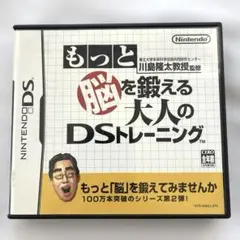 NINTENDO DS
Nintendo
東北大学未来科学技術共同研究センター
川島隆太教授 監修
もっと
脳を鍛える
大人の
DSトレーニング
もっと「脳」を鍛えてみませんか
100万本突破のシリーズ第2弾!